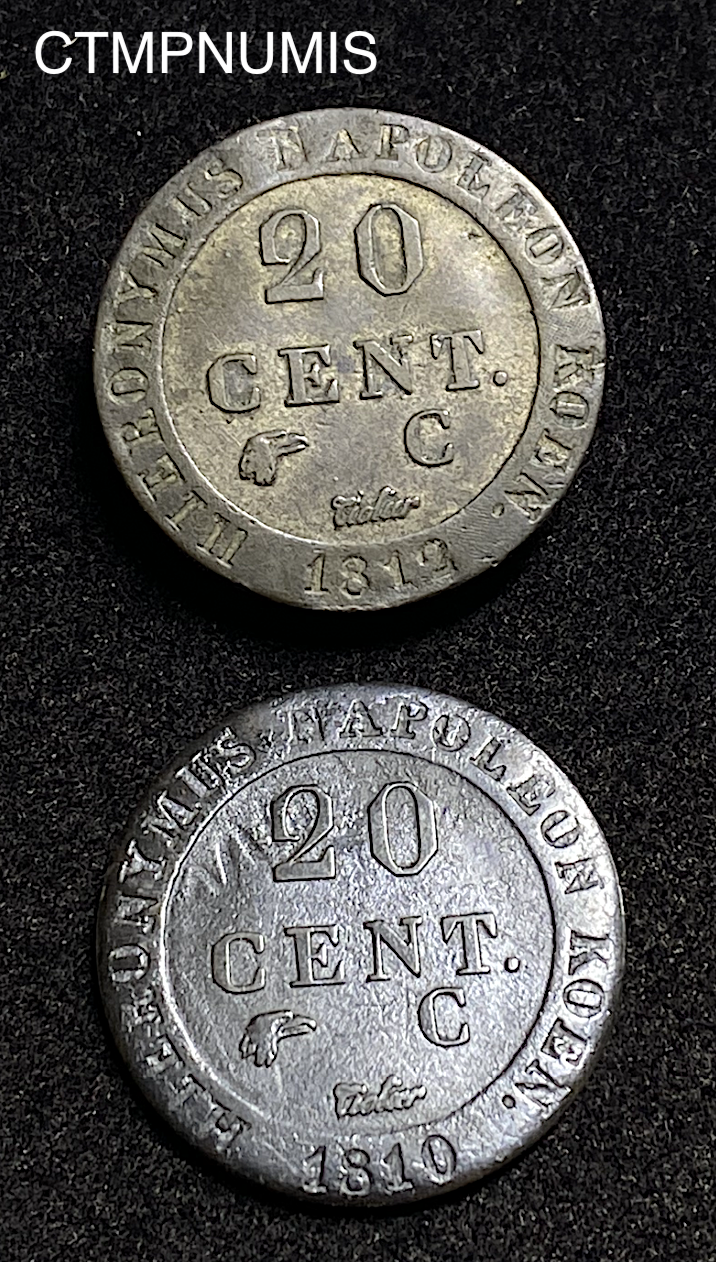 CTMPNUMIS
HIERONYMUS NAPOLEON KOEN.
20
CENT.
C
Tiolier
1812
HIERONYMUS NAPOLEON KOEN.
20
CENT.
C
Tiolier
1810